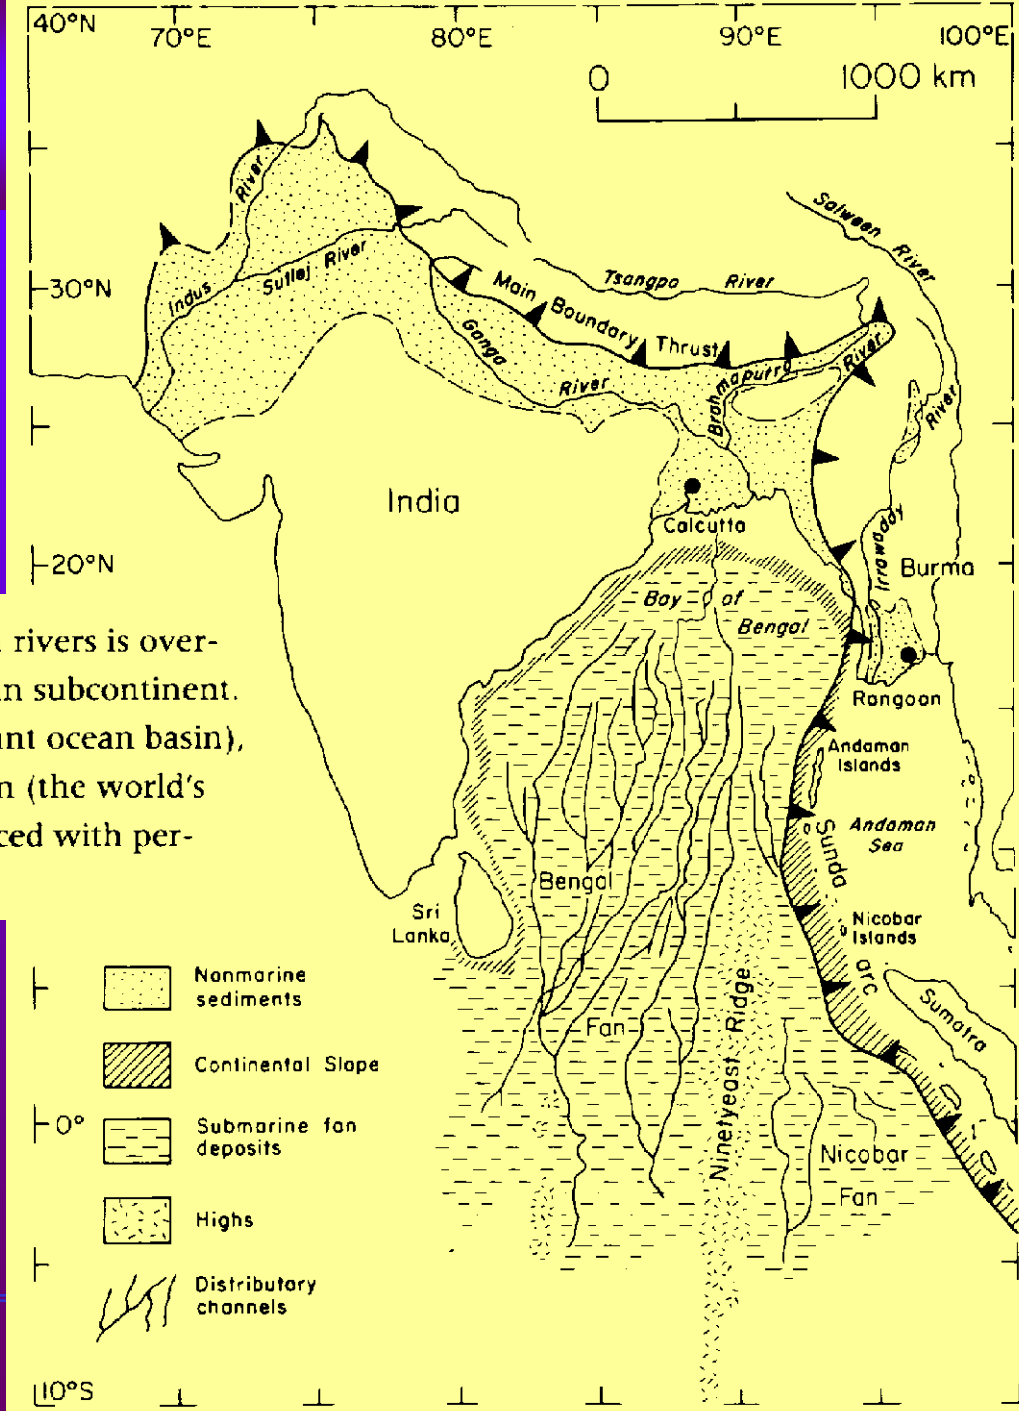 40°N
70°E
80°E
90°E
100°E
0
1000 km
River
Salween River
30°N
Indus
Sutlej River
Tsangpo River
Main Boundary Thrust
Ganga River
Brahmaputra River
River
India
Calcutta
20°N
Irrawaddy
Burma
Bay of
Bengal
rivers is over-
in subcontinent.
ant ocean basin),
n (the world's
ced with per-
Rangoon
Andaman
Islands
Andaman
Sea
Sunda arc
Bengal
Sri
Lanka
Nicobar
Islands
Nonmarine
sediments
Ninetyeast Ridge
Sumatra
Fan
Continental Slope
0°
Submarine fan
deposits
Nicobar
Fan
Highs
Distributary
channels
10°S